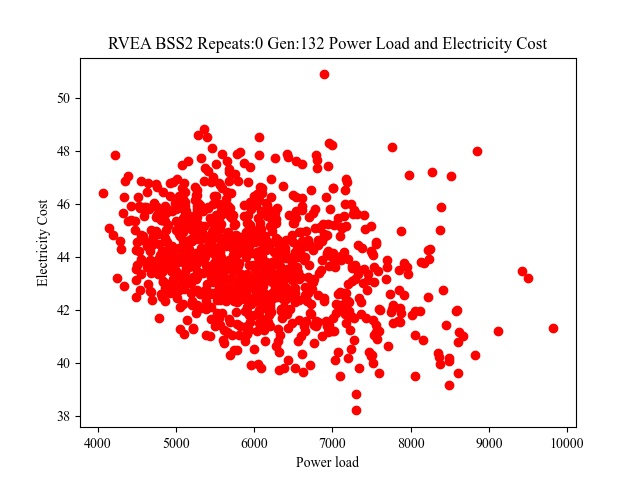 RVEA BSS2 Repeats:0 Gen:132 Power Load and Electricity Cost
50
48
46
44
42
40
38
Electricity Cost
4000 5000 6000 7000 8000 9000 10000
Power load